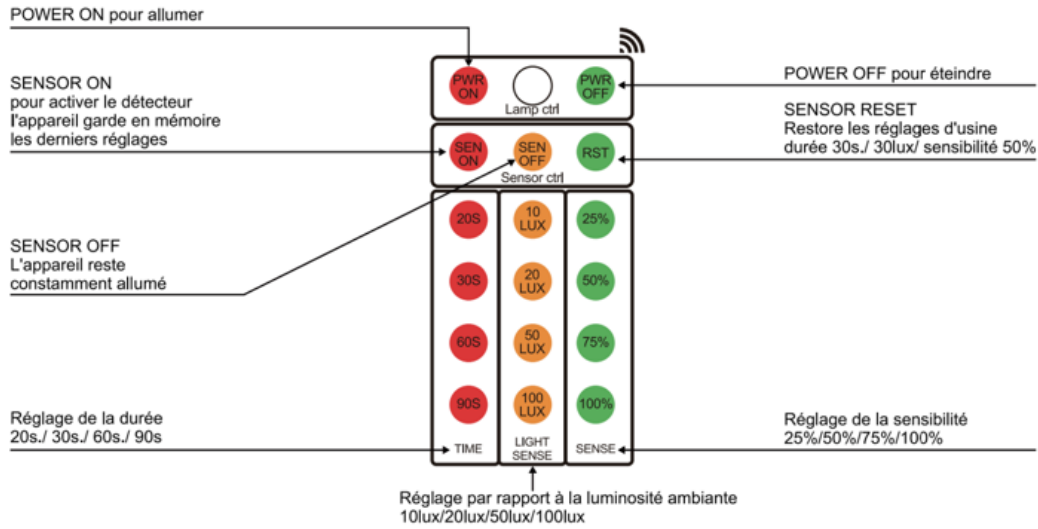 POWER ON pour allumer
SENSOR ON
pour activer le détecteur
l'appareil garde en mémoire
les derniers réglages
SENSOR OFF
L'appareil reste
constamment allumé
Réglage de la durée
20s./ 30s./ 60s./ 90s
PWR
ON
Lamp ctrl
PWR
OFF
SEN
ON
SEN
OFF
RST
Sensor ctrl
20S
10
LUX
25%
30S
20
LUX
50%
60S
50
LUX
75%
90S
100
LUX
100%
TIME
LIGHT
SENSE
SENSE
POWER OFF pour éteindre
SENSOR RESET
Restore les réglages d'usine
durée 30s./ 30lux/ sensibilité 50%
Réglage de la sensibilité
25%/50%/75%/100%
Réglage par rapport à la luminosité ambiante
10lux/20lux/50lux/100lux